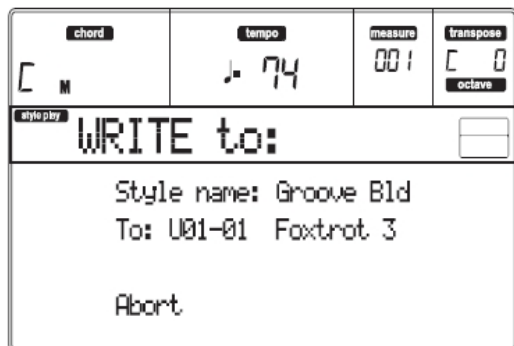 chord
tempo
measure
transpose
C M
♩. 74
001
C 0
octave
style play
WRITE to:
Style name: Groove Bld
To: U01-01 Foxtrot 3
Abort